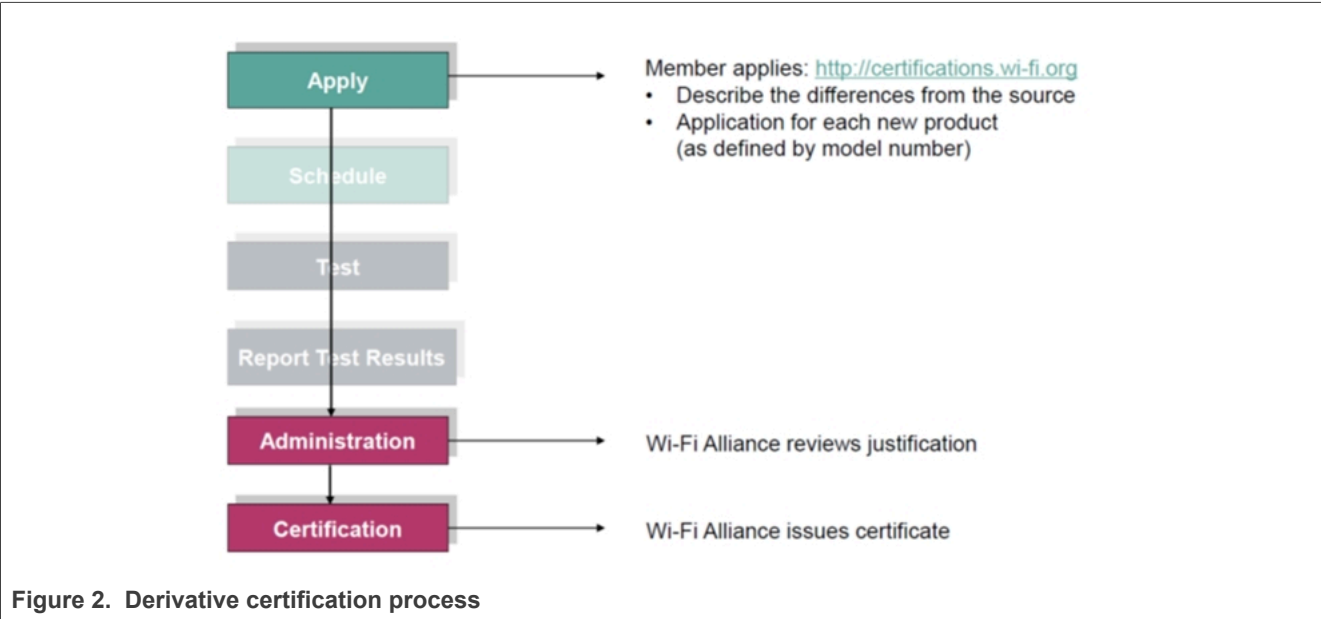 Apply
Member applies: http://certifications.wi-fi.org
• Describe the differences from the source
• Application for each new product
(as defined by model number)
Schedule
Test
Report Test Results
Administration
Wi-Fi Alliance reviews justification
Certification
Wi-Fi Alliance issues certificate
Figure 2. Derivative certification process